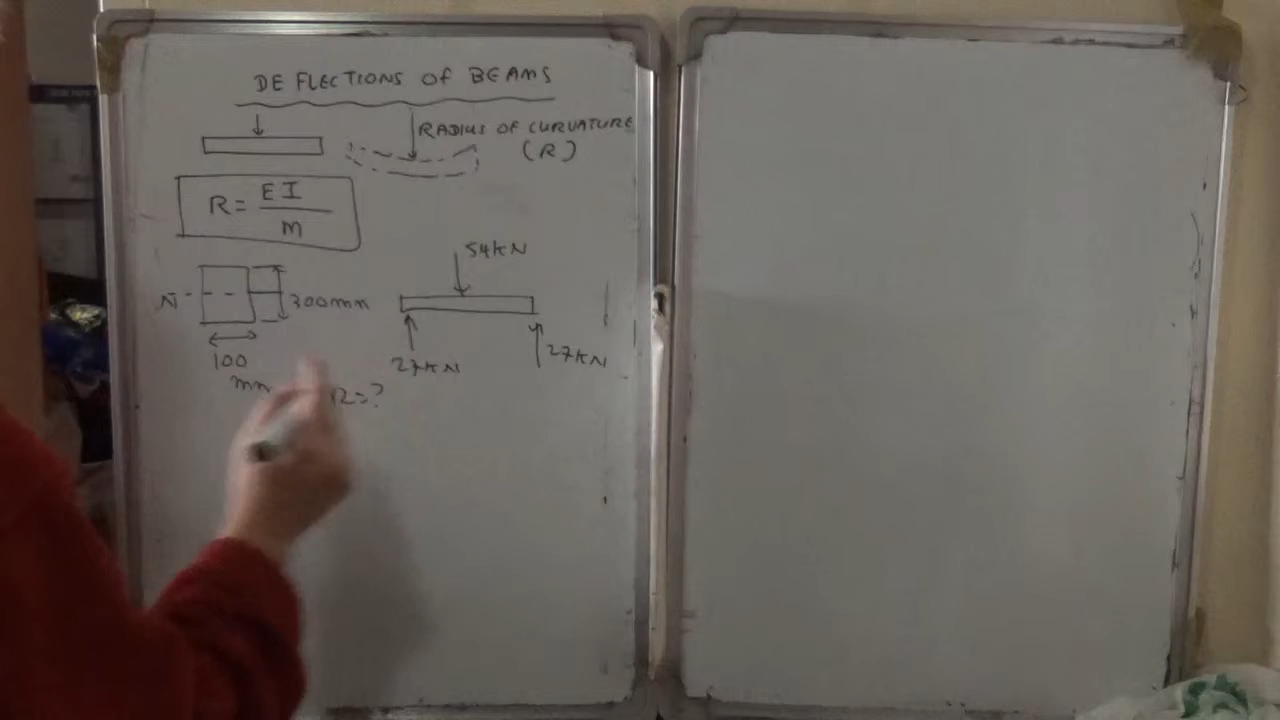 DEFLECTIONS OF BEAMS
RADIUS OF CURVATURE
(R)
R = EI
m
54KN
N
300mm
27KN
27KN
100
mm
R=?